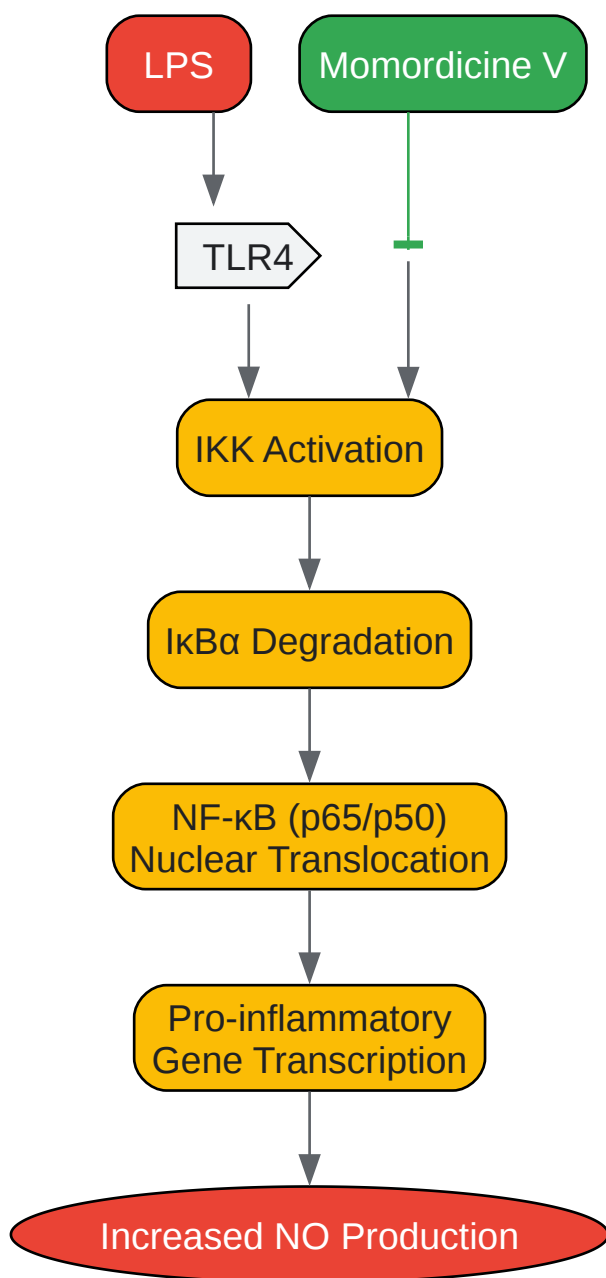 LPS
Momordicine V
TLR4
IKK Activation
IκBα Degradation
NF-κB (p65/p50)
Nuclear Translocation
Pro-inflammatory
Gene Transcription
Increased NO Production